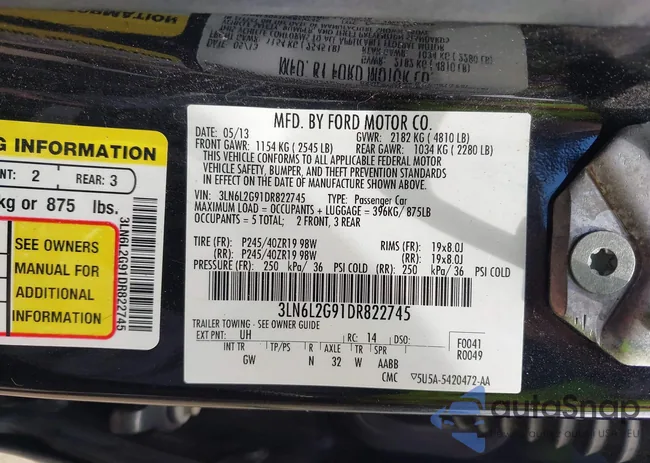 MFD. BY FORD MOTOR CO.
DATE: 05/13 GVWR: 2182 KG ( 4810 LB)
FRONT GAWR: 1154 KG ( 2545 LB) REAR GAWR: 1034 KG ( 2280 LB)
THIS VEHICLE CONFORMS TO ALL APPLICABLE FEDERAL MOTOR
VEHICLE SAFETY, BUMPER, AND THEFT PREVENTION STANDARDS
IN EFFECT ON THE DATE OF MANUFACTURE SHOWN ABOVE.
VIN: 3LN6L2G91DR822745 TYPE: Passenger Car
MAXIMUM LOAD = OCCUPANTS + LUGGAGE = 396KG/875LB
OCCUPANTS = 5 TOTAL; 2 FRONT, 3 REAR
TIRE (FR): P245/40ZR19 98W RIMS (FR): 19x8.0J
(RR): P245/40ZR19 98W (RR): 19x8.0J
PRESSURE (FR): 250 kPa/ 36 PSI COLD (RR): 250 kPa/ 36 PSI COLD
3LN6L2G91DR822745
TRAILER TOWING - SEE OWNER GUIDE
EXT PNT: UH RC: 14 DSO: F0041
R0049
INT TR TP/PS R AXLE TR SPR
GW N 32 W AABB
CMC 5U5A-5420472-AA
G INFORMATION
NT: 2 REAR: 3
kg or 875 lbs.
SEE OWNERS
MANUAL FOR
ADDITIONAL
INFORMATION
3LN6L2G91DR822745
autoSnap